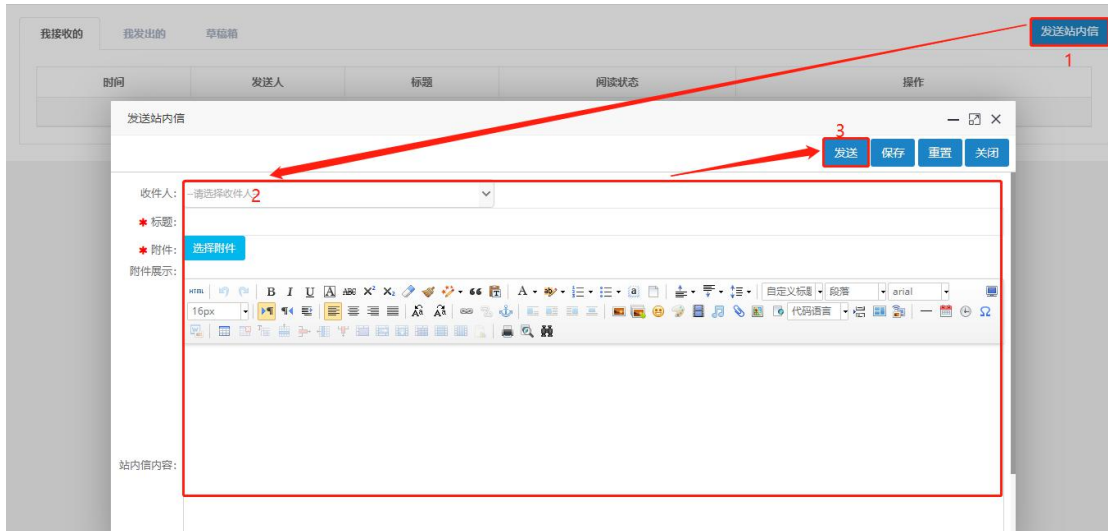 我接收的 我发出的 草稿箱 发送站内信
1
时间 发送人 标题 阅读状态 操作
发送站内信
3
发送 保存 重置 关闭
收件人: --请选择收件人 2
* 标题:
* 附件: 选择附件
附件展示:
HTML B I U A ABC X² X₂ 66 A 自定义标题 段落 arial
16px 代码语言 Ω
站内信内容: